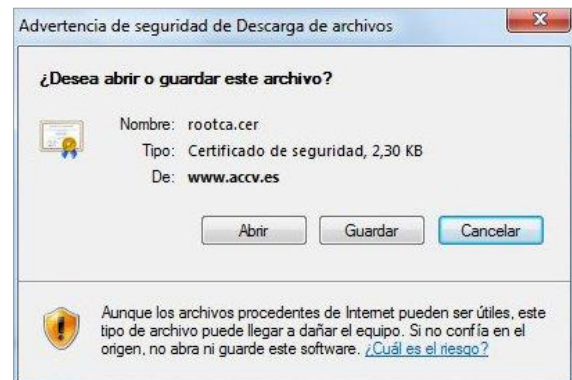 Advertencia de seguridad de Descarga de archivos
¿Desea abrir o guardar este archivo?
Nombre: rootca.cer
Tipo: Certificado de seguridad, 2,30 KB
De: www.accv.es
Abrir Guardar Cancelar
Aunque los archivos procedentes de Internet pueden ser útiles, este
tipo de archivo puede llegar a dañar el equipo. Si no confía en el
origen, no abra ni guarde este software. ¿Cuál es el riesgo?